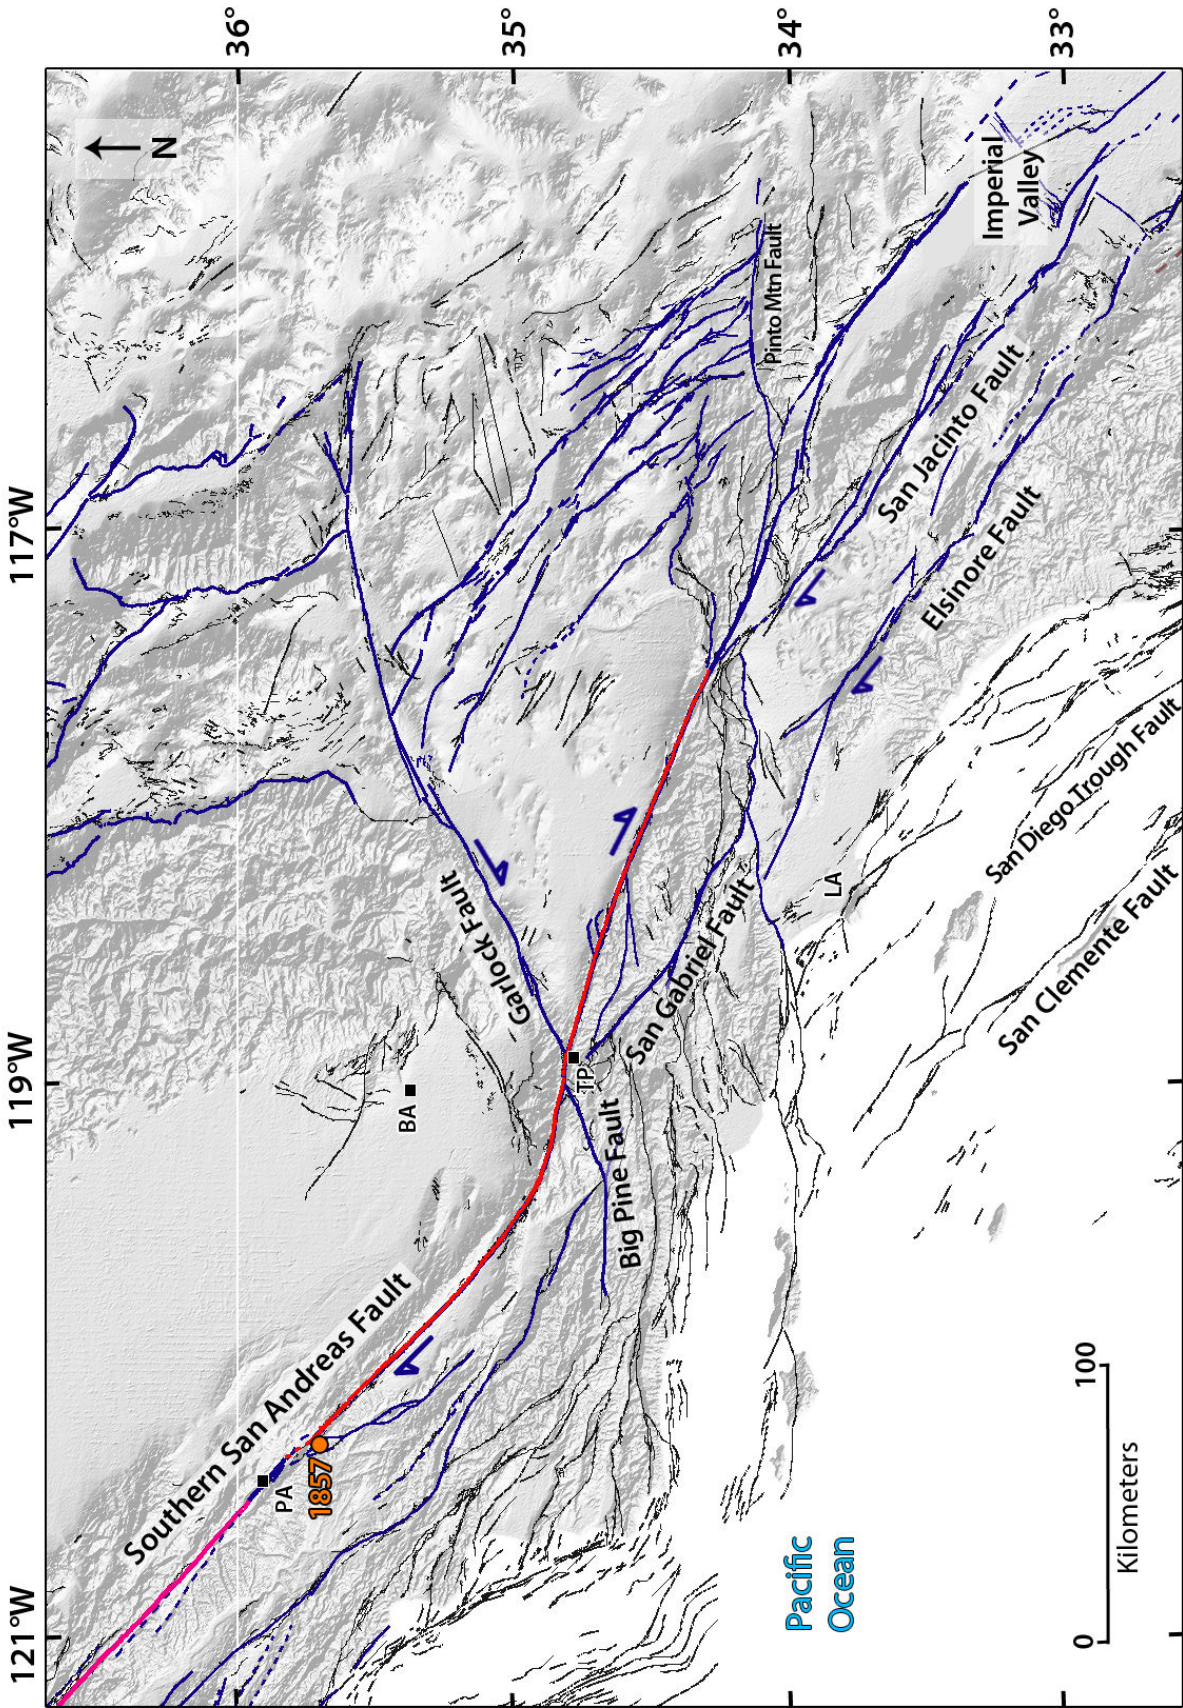 121°W
119°W
117°W
36°
35°
34°
33°
N
Southern San Andreas Fault
PA
1857
BA
Garlock Fault
TP
Big Pine Fault
San Gabriel Fault
LA
Pinto Mtn Fault
Imperial
Valley
San Jacinto Fault
Elsinore Fault
San Diego Trough Fault
San Clemente Fault
Pacific
Ocean
0
100
Kilometers